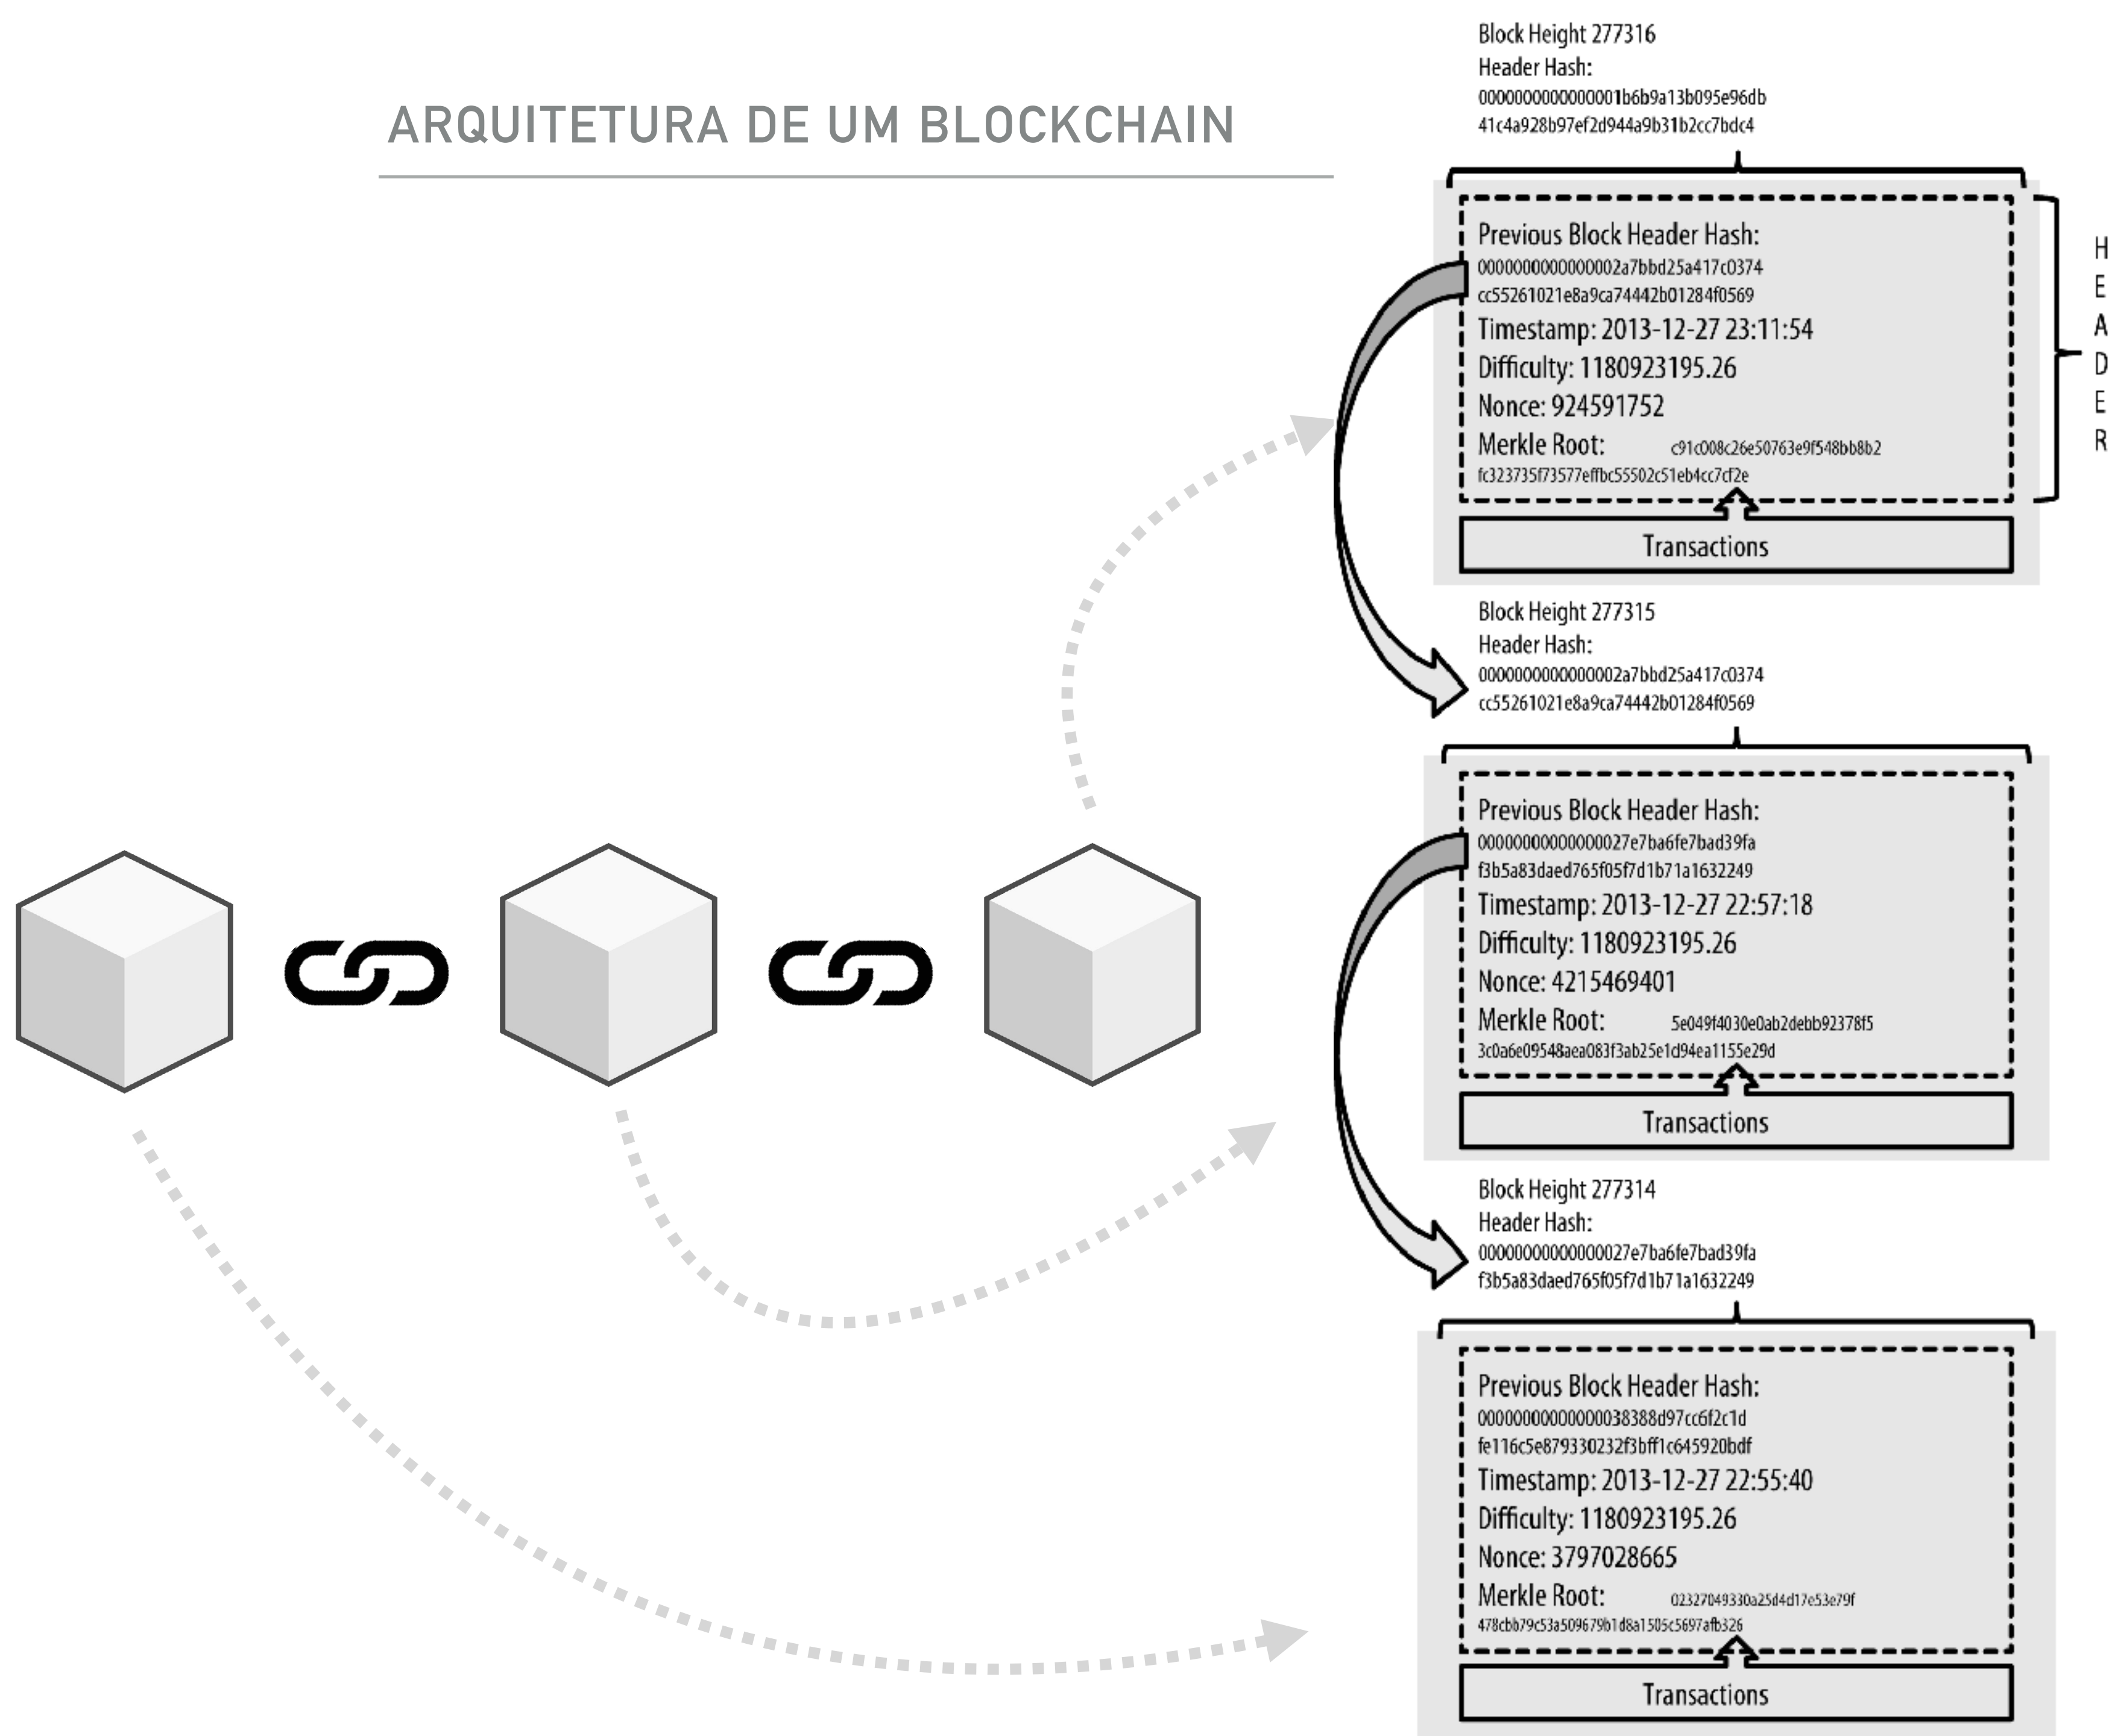 ARQUITETURA DE UM BLOCKCHAIN
Block Height 277316
Header Hash:
0000000000000001b6b9a13b095e96db
41c4a928b97ef2d944a9b31b2cc7bdc4
Previous Block Header Hash:
0000000000000002a7bbd25a417c0374
cc55261021e8a9ca74442b01284f0569
Timestamp: 2013-12-27 23:11:54
Difficulty: 1180923195.26
Nonce: 924591752
Merkle Root: c91c008c26e50763e9f548bb8b2
fc323735f73577effbc55502c51eb4cc7cf2e
Transactions
HEADER
Block Height 277315
Header Hash:
0000000000000002a7bbd25a417c0374
cc55261021e8a9ca74442b01284f0569
Previous Block Header Hash:
00000000000000027e7ba6fe7bad39fa
f3b5a83daed765f05f7d1b71a1632249
Timestamp: 2013-12-27 22:57:18
Difficulty: 1180923195.26
Nonce: 4215469401
Merkle Root: 5e049f4030e0ab2debb92378f5
3c0a6e09548aea083f3ab25e1d94ea1155e29d
Transactions
Block Height 277314
Header Hash:
00000000000000027e7ba6fe7bad39fa
f3b5a83daed765f05f7d1b71a1632249
Previous Block Header Hash:
00000000000000038388d97cc6f2c1d
fe116c5e879330232f3bff1c645920bdf
Timestamp: 2013-12-27 22:55:40
Difficulty: 1180923195.26
Nonce: 3797028665
Merkle Root: 02327049330a25d4d17e53e79f
478cbb79c53a509679b1d8a1505c5697afb326
Transactions